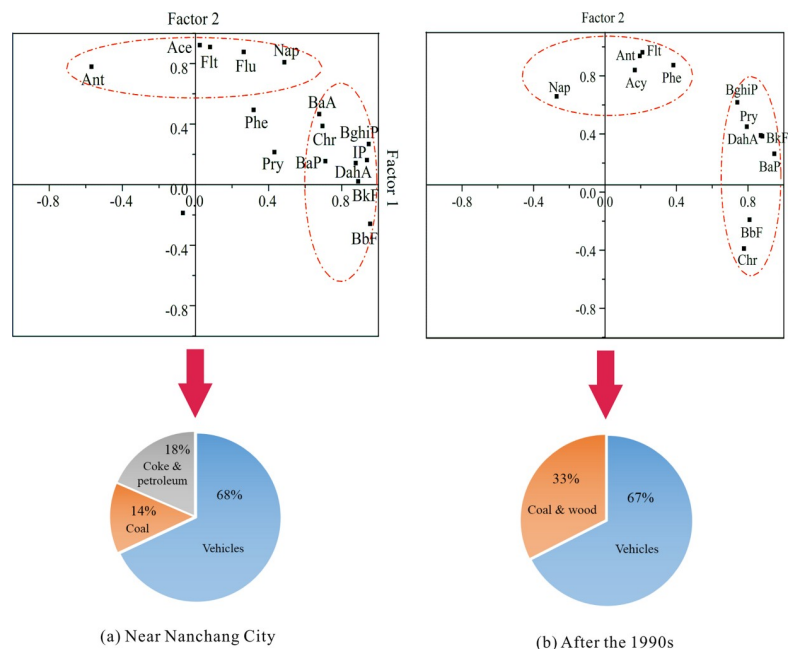 Factor 2
Ace
Flt
Flu
Nap
Ant
0.8
Phe
0.4
Pry
BaA
Chr
BghiP
IP
BaP
DahA
BkF
BbF
Factor 1
-0.8
-0.4
0.0
0.4
0.8
-0.4
-0.8
18%
Coke &
petroleum
68%
14%
Coal
Vehicles
(a) Near Nanchang City
Factor 2
Ant
Flt
Acy
Phe
Nap
0.8
0.4
BghiP
Pry
DahA
BkF
BaP
BbF
Chr
-0.8
-0.4
0.0
0.4
0.8
-0.4
-0.8
33%
Coal & wood
67%
Vehicles
(b) After the 1990s